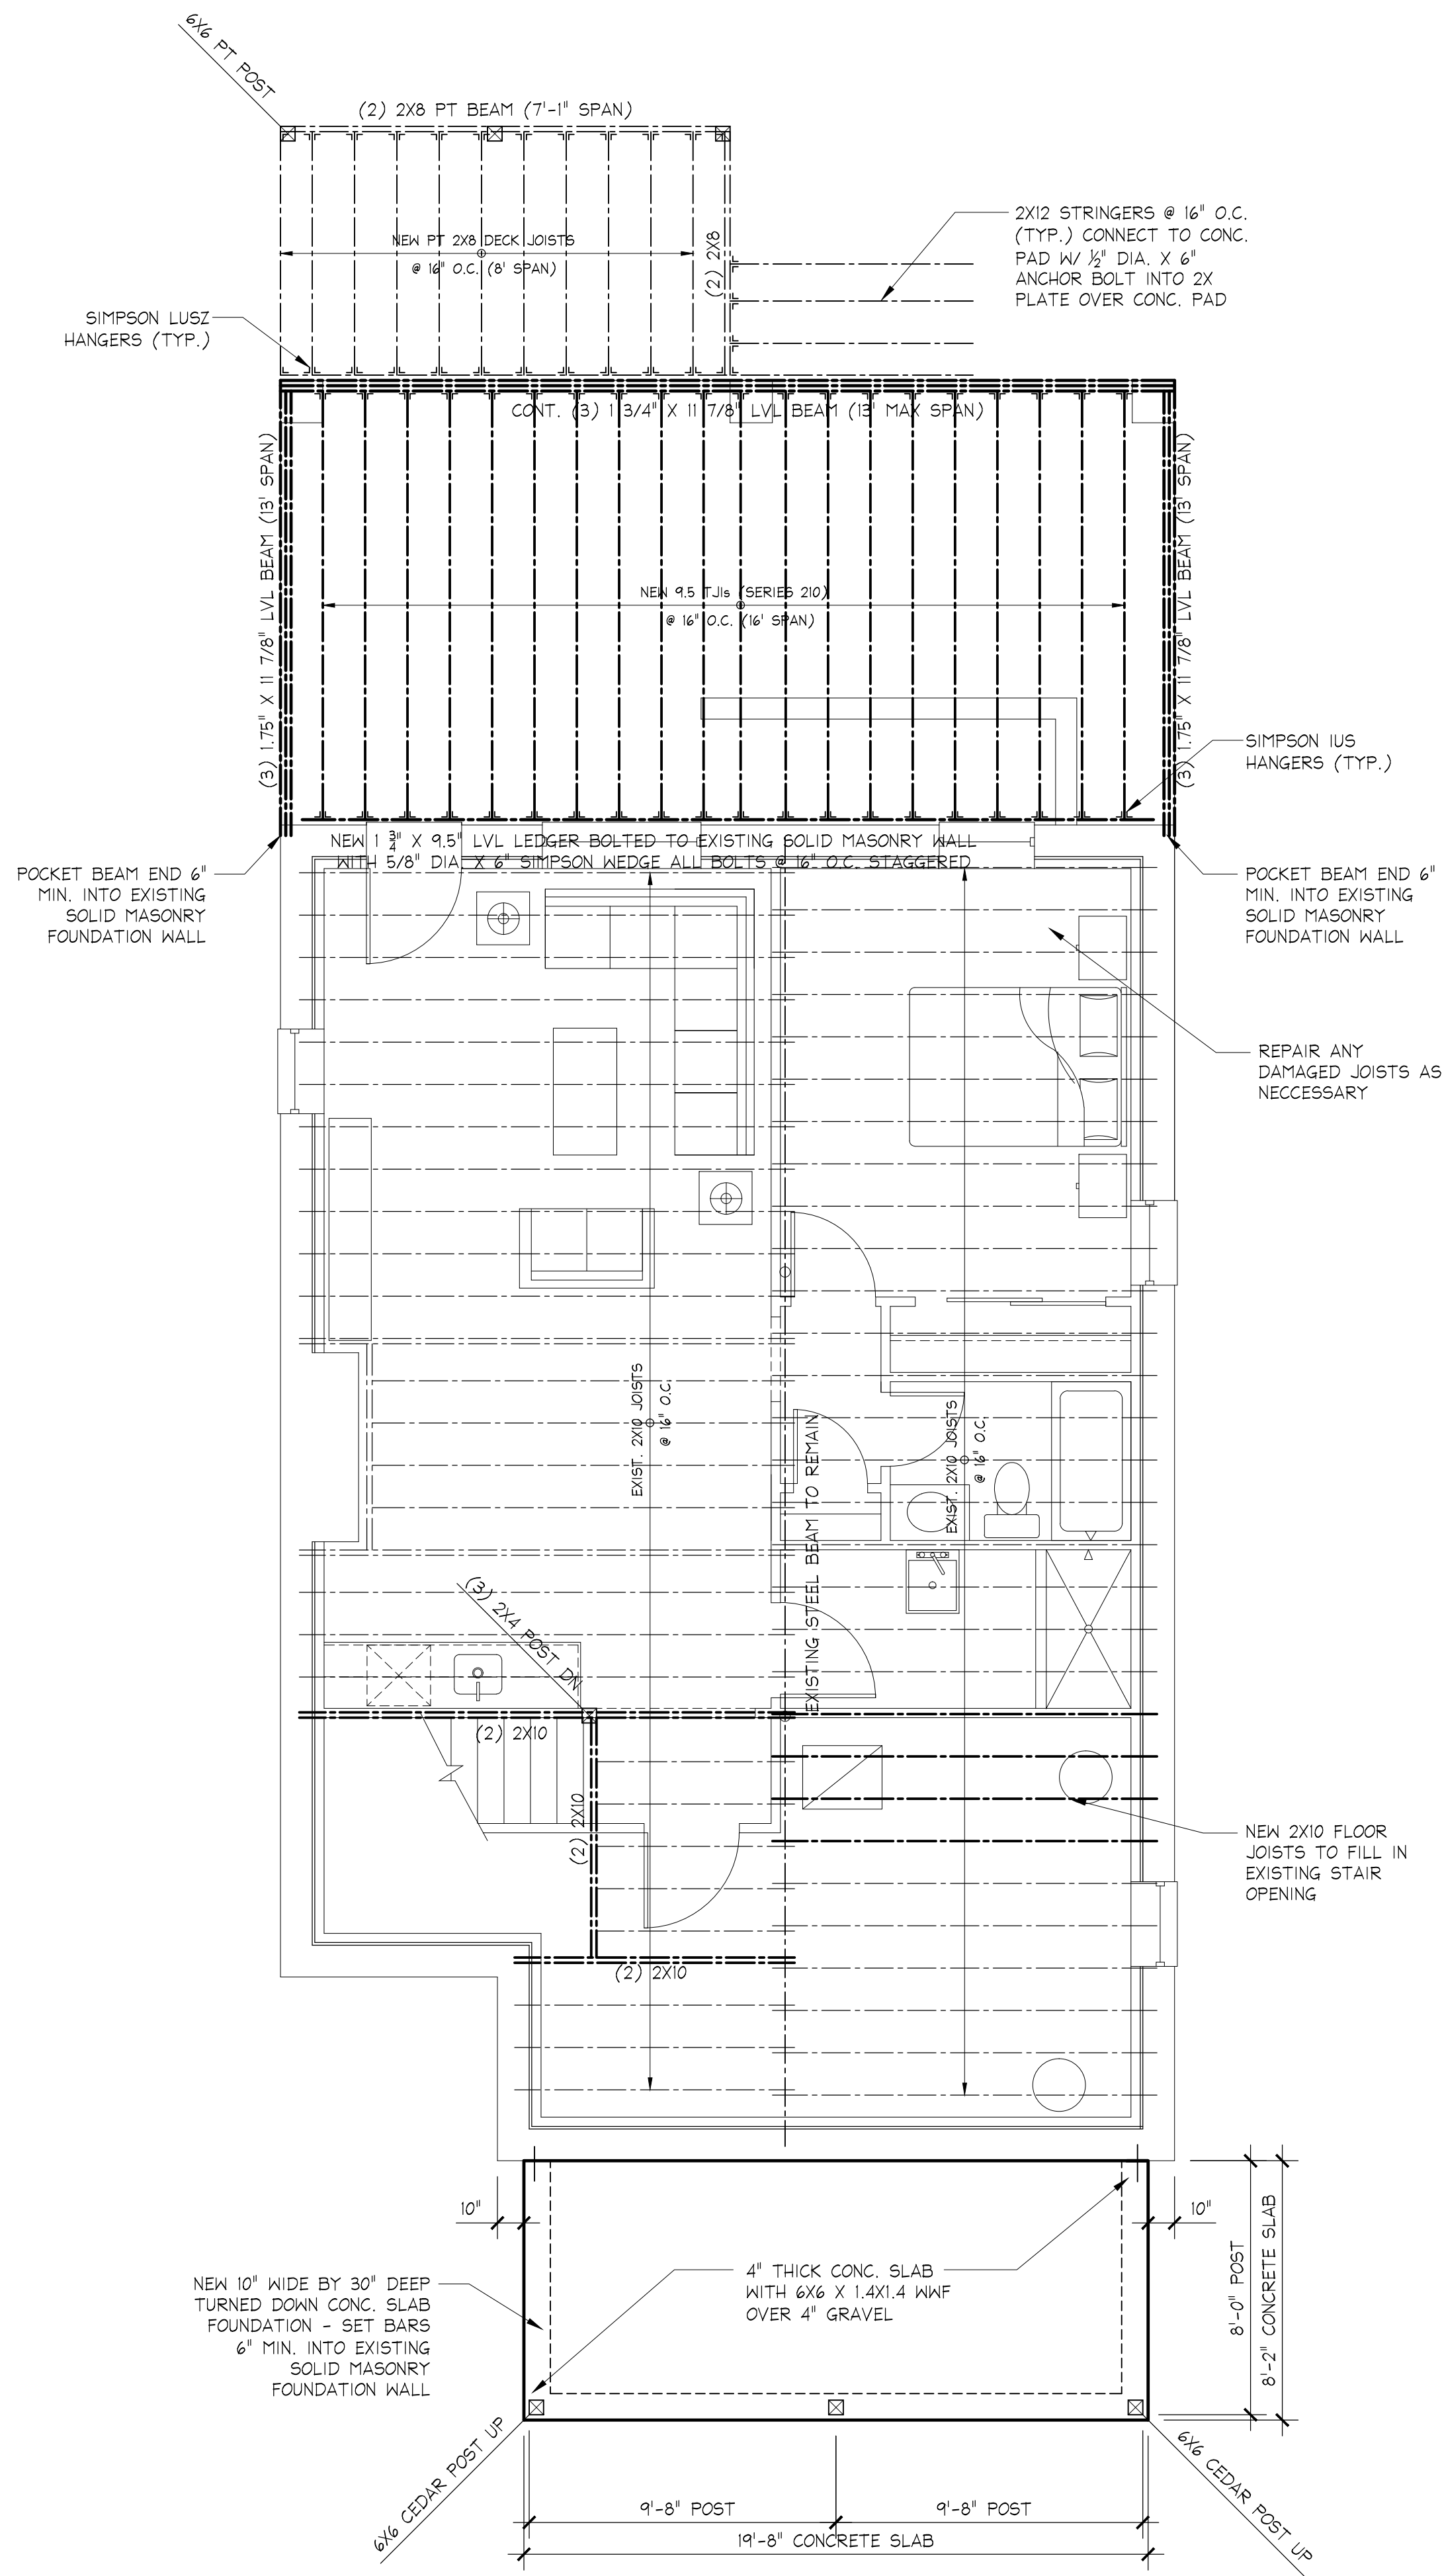 6X6 PT POST
(2) 2X8 PT BEAM (7'-1" SPAN)
2X12 STRINGERS @ 16" O.C.
(TYP.) CONNECT TO CONC.
PAD W/ ½" DIA. X 6"
ANCHOR BOLT INTO 2X
PLATE OVER CONC. PAD
NEW PT 2X8 DECK JOISTS
@ 16" O.C. (8' SPAN)
(2) 2X8
SIMPSON LUSZ
HANGERS (TYP.)
CONT. (3) 1 3/4" X 11 7/8" LVL BEAM (13' MAX SPAN)
(3) 1.75" X 11 7/8" LVL BEAM (13' SPAN)
(3) 1.75" X 11 7/8" LVL BEAM (13' SPAN)
NEW 9.5 TJIs (SERIES 210)
@ 16" O.C. (16' SPAN)
SIMPSON IUS
HANGERS (TYP.)
NEW 1 ¾" X 9.5" LVL LEDGER BOLTED TO EXISTING SOLID MASONRY WALL
WITH 5/8" DIA. X 6" SIMPSON WEDGE ALL BOLTS @ 16" O.C. STAGGERED
POCKET BEAM END 6"
MIN. INTO EXISTING
SOLID MASONRY
FOUNDATION WALL
POCKET BEAM END 6"
MIN. INTO EXISTING
SOLID MASONRY
FOUNDATION WALL
REPAIR ANY
DAMAGED JOISTS AS
NECCESSARY
EXIST. 2X10 JOISTS
@ 16" O.C.
EXISTING STEEL BEAM TO REMAIN
EXIST. 2X10 JOISTS
@ 16" O.C.
(3) 2X4 POST DN
(2) 2X10
(2) 2X10
(2) 2X10
NEW 2X10 FLOOR
JOISTS TO FILL IN
EXISTING STAIR
OPENING
10"
10"
NEW 10" WIDE BY 30" DEEP
TURNED DOWN CONC. SLAB
FOUNDATION - SET BARS
6" MIN. INTO EXISTING
SOLID MASONRY
FOUNDATION WALL
4" THICK CONC. SLAB
WITH 6X6 X 1.4X1.4 WWF
OVER 4" GRAVEL
8'-0" POST
8'-2" CONCRETE SLAB
6X6 CEDAR POST UP
6X6 CEDAR POST UP
9'-8" POST
9'-8" POST
19'-8" CONCRETE SLAB